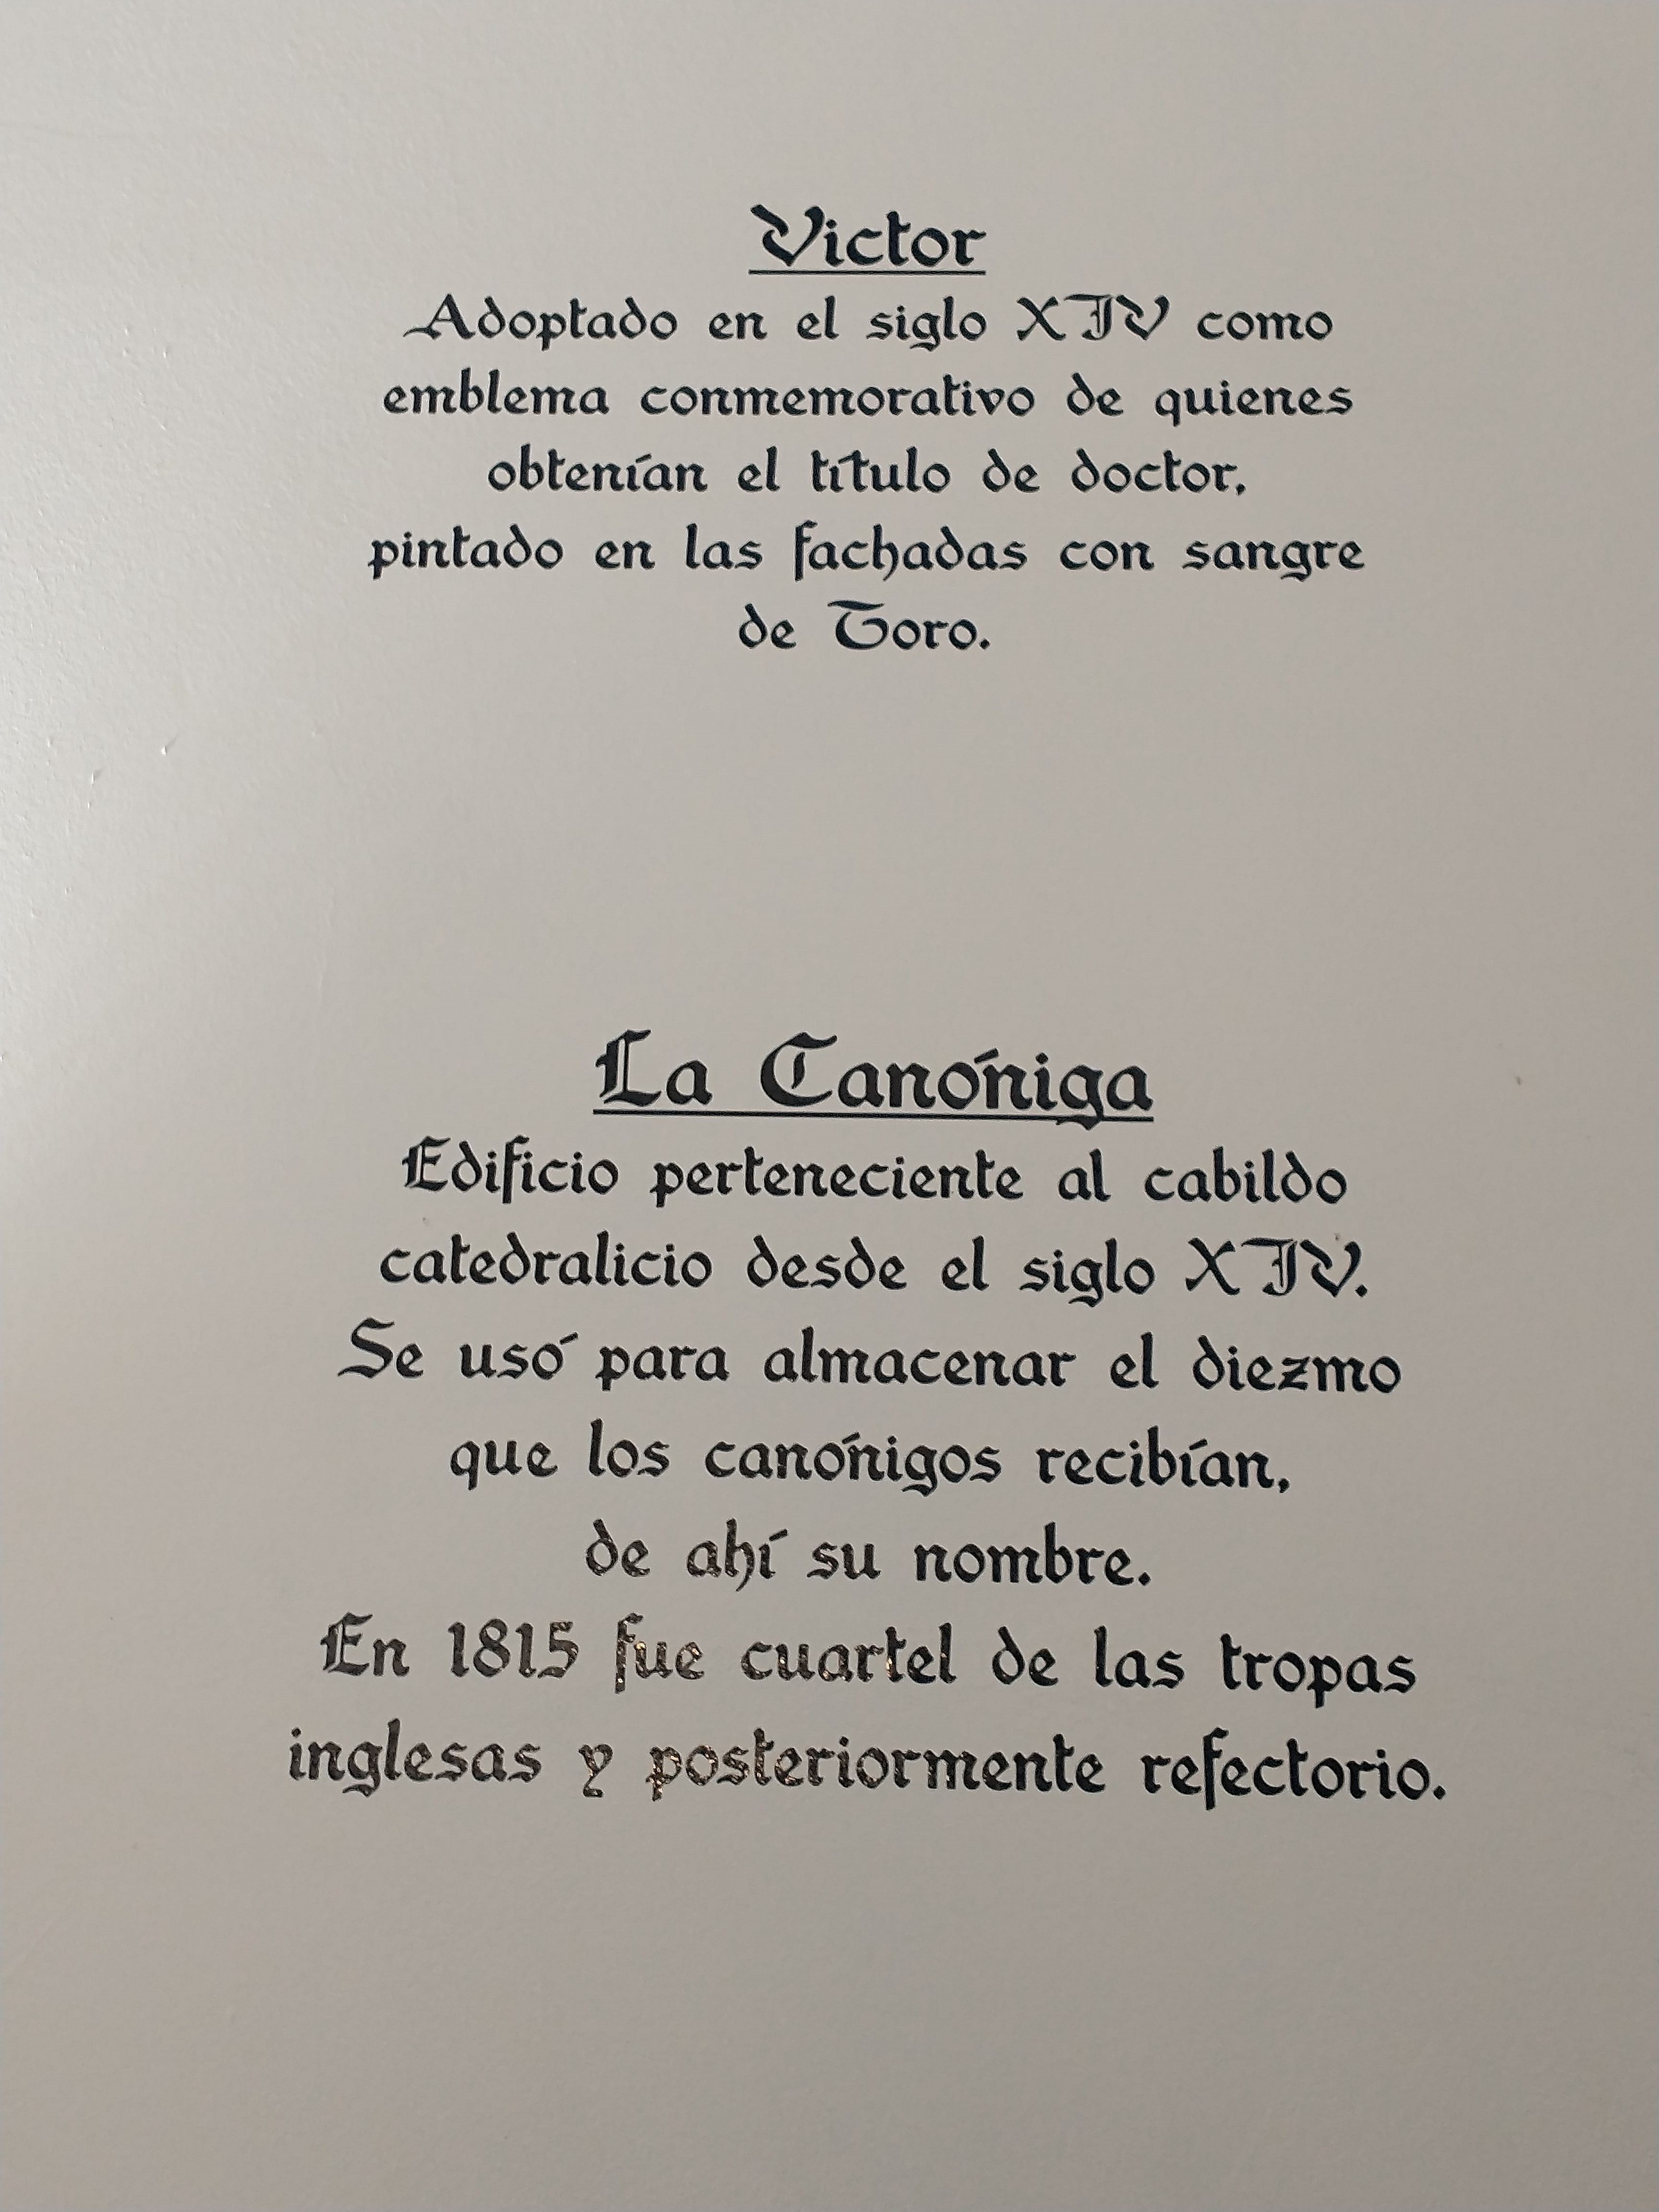 Victor
Adoptado en el siglo XIV como
emblema conmemorativo de quienes
obtenían el título de doctor,
pintado en las fachadas con sangre
de Toro.
La Canóniga
Edificio perteneciente al cabildo
catedralicio desde el siglo XIV.
Se usó para almacenar el diezmo
que los canónigos recibían,
de ahí su nombre.
En 1815 fue cuartel de las tropas
inglesas y posteriormente refectorio.